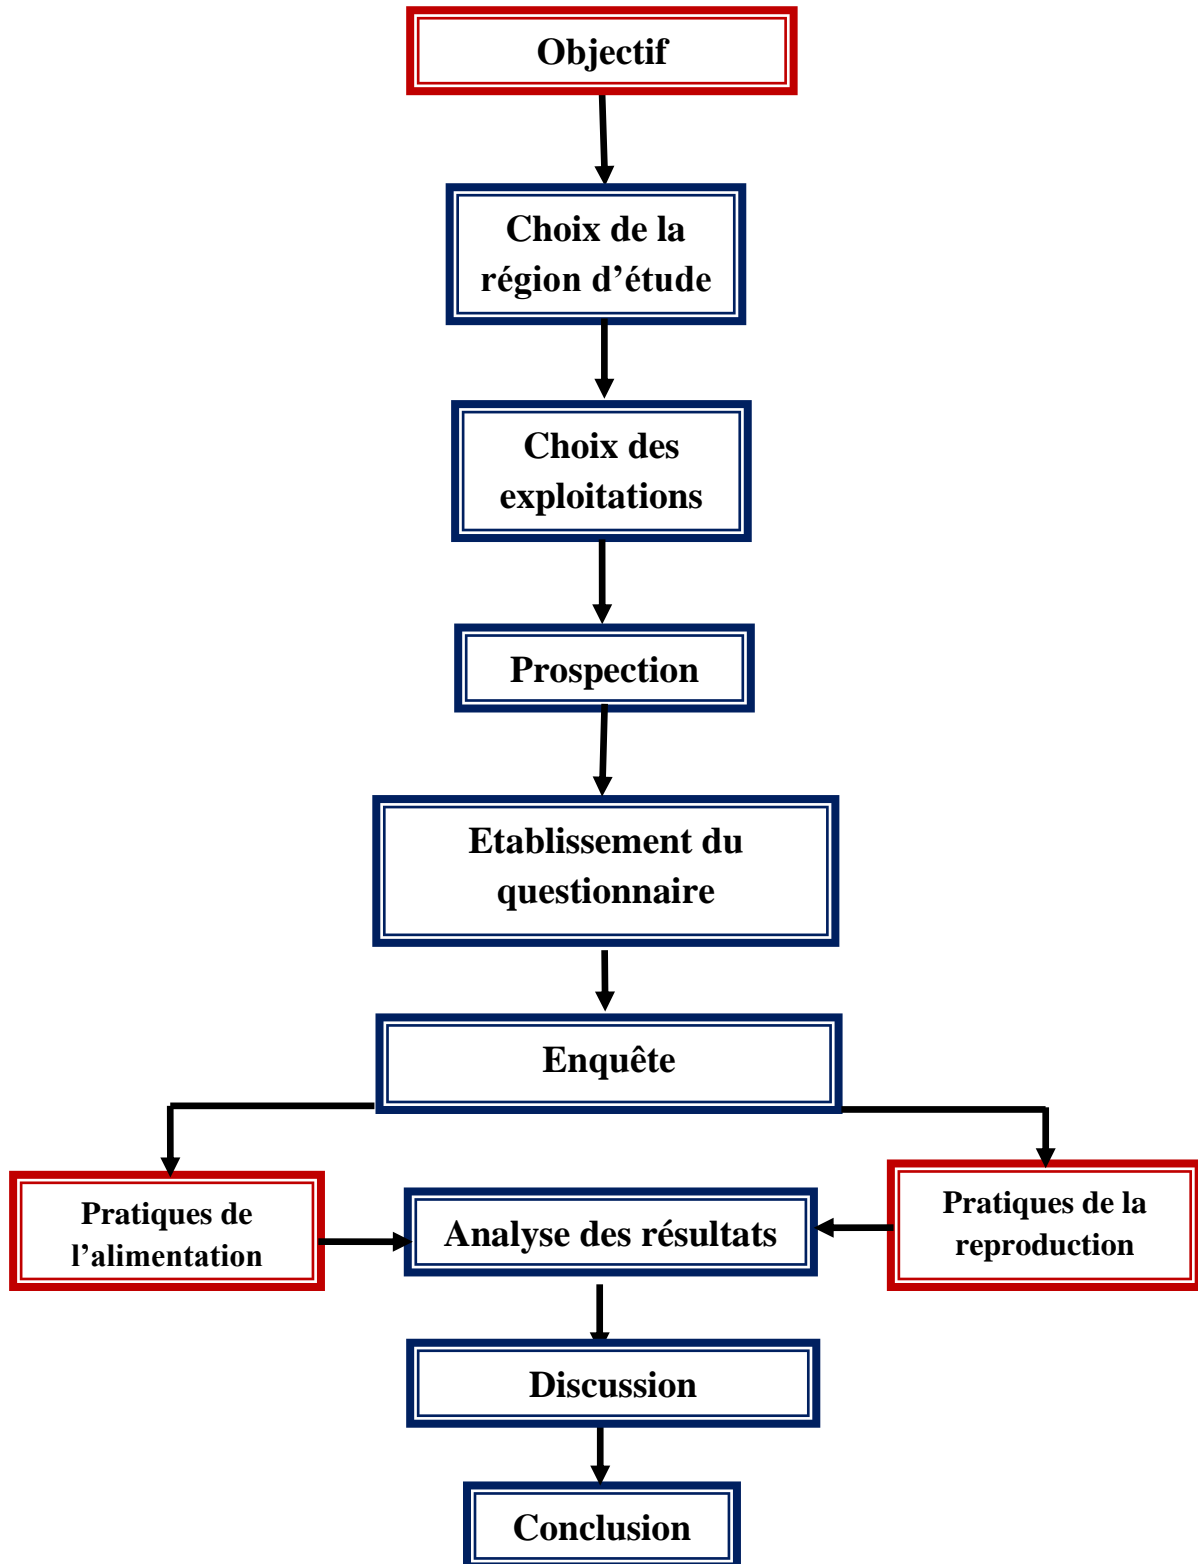 Objectif
Choix de la
région d’étude
Choix des
exploitations
Prospection
Etablissement du
questionnaire
Enquête
Pratiques de
l’alimentation
Analyse des résultats
Pratiques de la
reproduction
Discussion
Conclusion